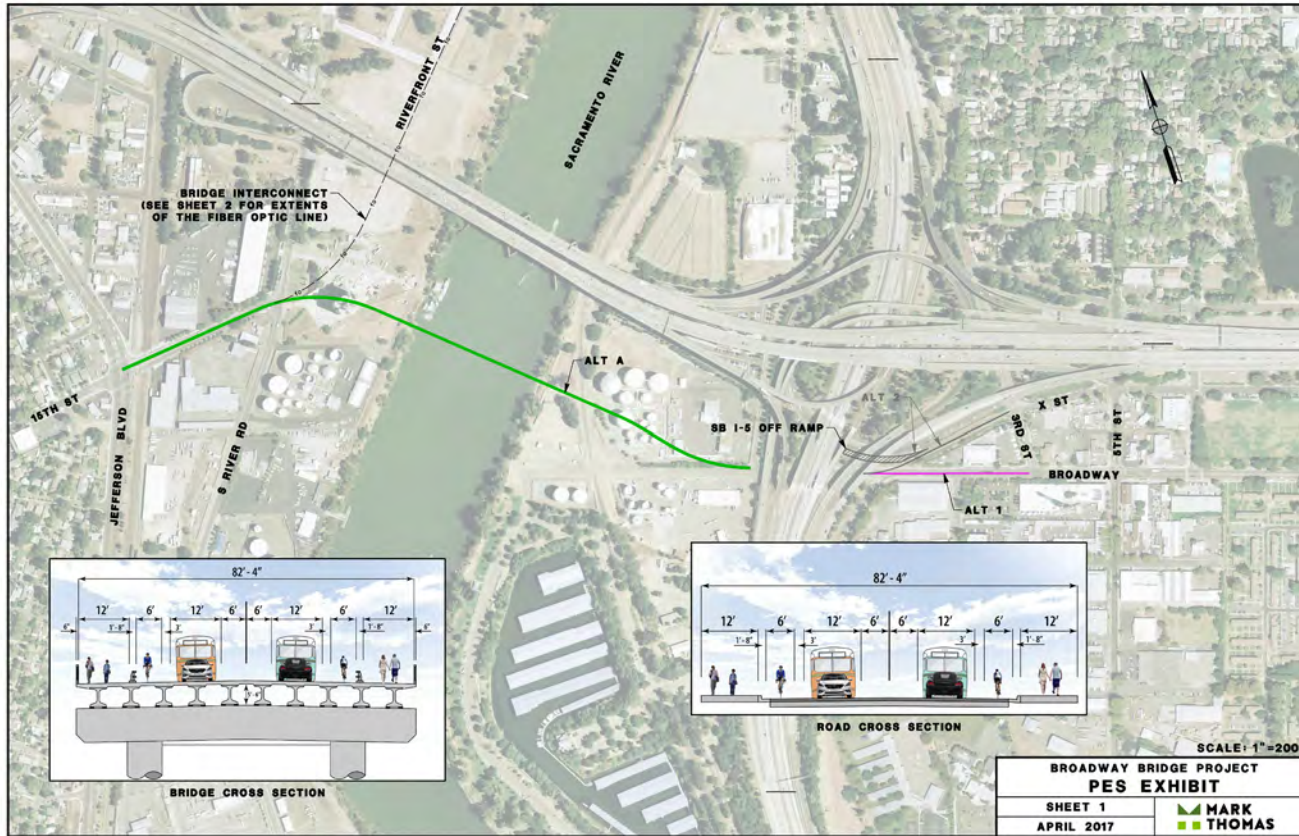 RIVERFRONT ST
SACRAMENTO RIVER
BRIDGE INTERCONNECT
(SEE SHEET 2 FOR EXTENTS
OF THE FIBER OPTIC LINE)
ALT A
15TH ST
JEFFERSON BLVD
S RIVER RD
ALT 2
SB I-5 OFF RAMP
3RD ST
X ST
5TH ST
BROADWAY
ALT 1
82'-4"
12' 6' 12' 6' 6' 12' 6' 12'
6" 1'-8" 3' 3' 1'-8" 6"
BRIDGE CROSS SECTION
82'-4"
12' 6' 12' 6' 6' 12' 6' 12'
1'-8" 3' 3' 1'-8"
ROAD CROSS SECTION
SCALE: 1"=200
BROADWAY BRIDGE PROJECT
PES EXHIBIT
SHEET 1
APRIL 2017
MARK
THOMAS